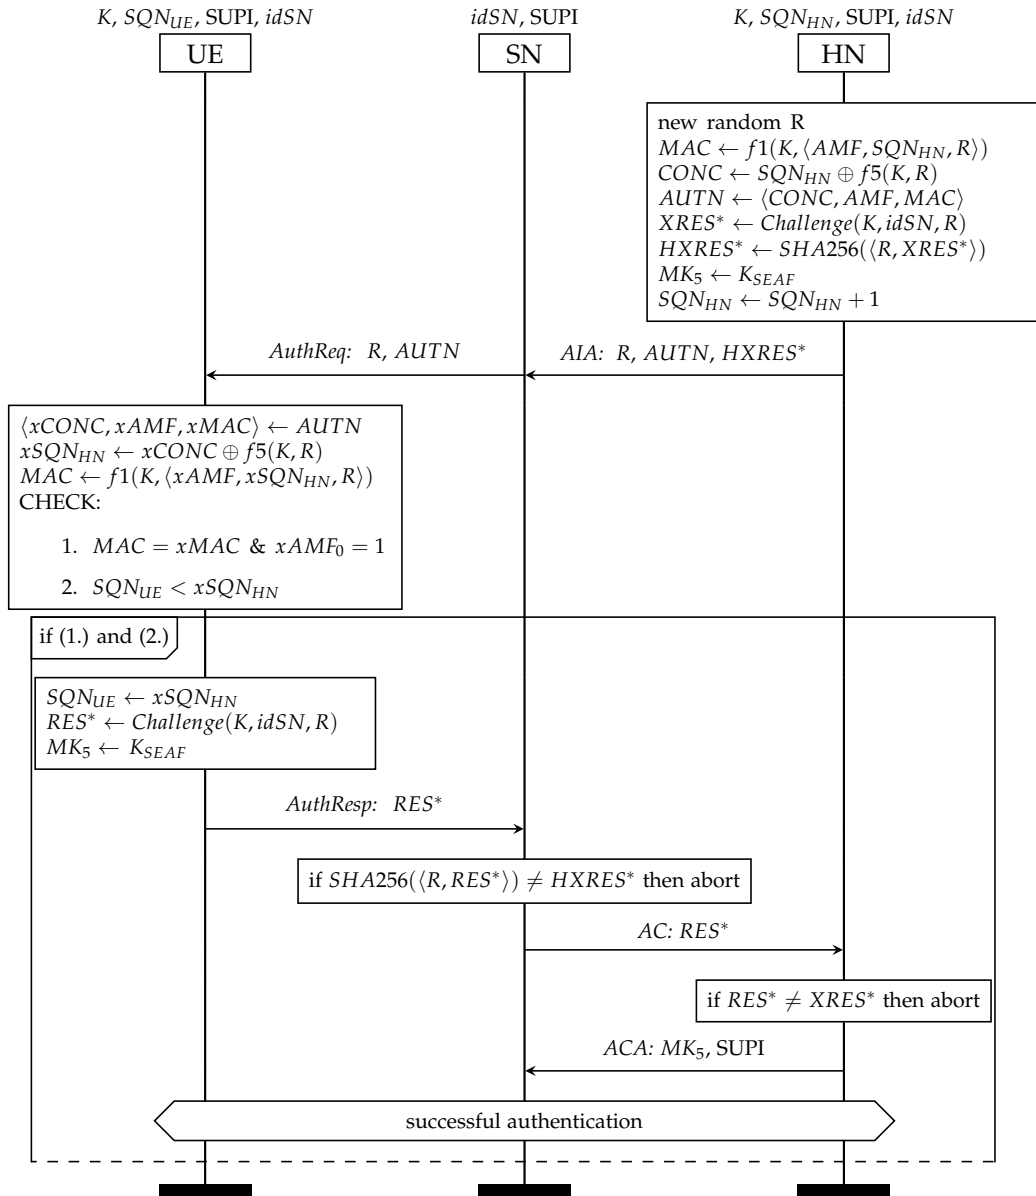 K, SQN_UE, SUPI, idSN
idSN, SUPI
K, SQN_HN, SUPI, idSN
UE
SN
HN
new random R
MAC ← f1(K, ⟨AMF, SQN_HN, R⟩)
CONC ← SQN_HN ⊕ f5(K, R)
AUTN ← ⟨CONC, AMF, MAC⟩
XRES* ← Challenge(K, idSN, R)
HXRES* ← SHA256(⟨R, XRES*⟩)
MK_5 ← K_SEAF
SQN_HN ← SQN_HN + 1
AuthReq: R, AUTN
AIA: R, AUTN, HXRES*
⟨xCONC, xAMF, xMAC⟩ ← AUTN
xSQN_HN ← xCONC ⊕ f5(K, R)
MAC ← f1(K, ⟨xAMF, xSQN_HN, R⟩)
CHECK:
1. MAC = xMAC & xAMF_0 = 1
2. SQN_UE < xSQN_HN
if (1.) and (2.)
SQN_UE ← xSQN_HN
RES* ← Challenge(K, idSN, R)
MK_5 ← K_SEAF
AuthResp: RES*
if SHA256(⟨R, RES*⟩) ≠ HXRES* then abort
AC: RES*
if RES* ≠ XRES* then abort
ACA: MK_5, SUPI
successful authentication